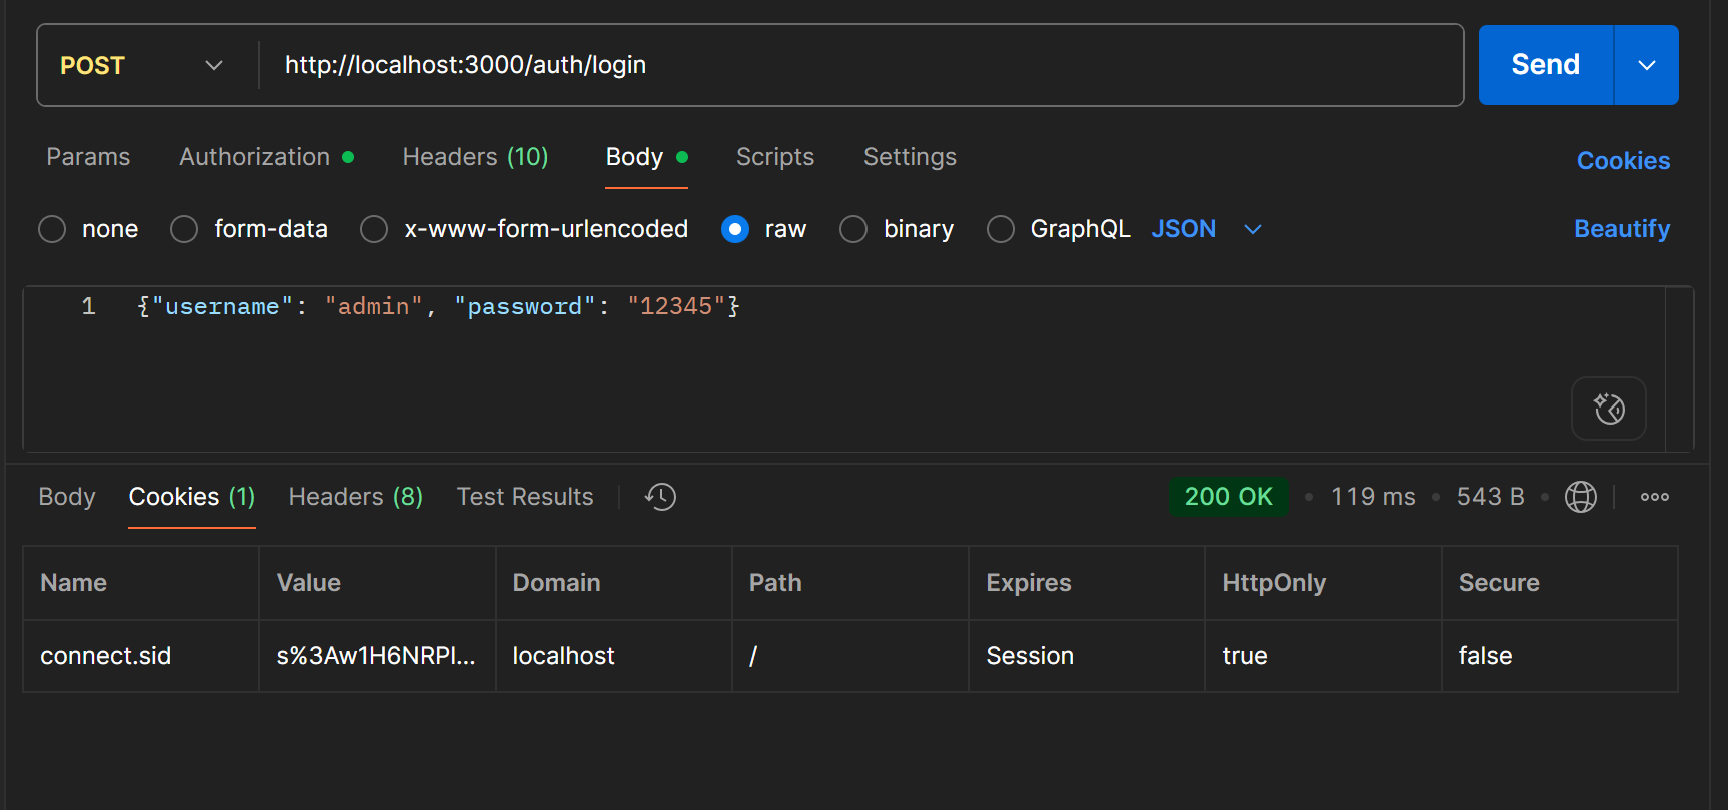 POST http://localhost:3000/auth/login Send
Params Authorization Headers (10) Body Scripts Settings Cookies
none form-data x-www-form-urlencoded raw binary GraphQL JSON Beautify
1 {"username": "admin", "password": "12345"}
Body Cookies (1) Headers (8) Test Results 200 OK • 119 ms • 543 B •
Name Value Domain Path Expires HttpOnly Secure
connect.sid s%3Aw1H6NRPl... localhost / Session true false